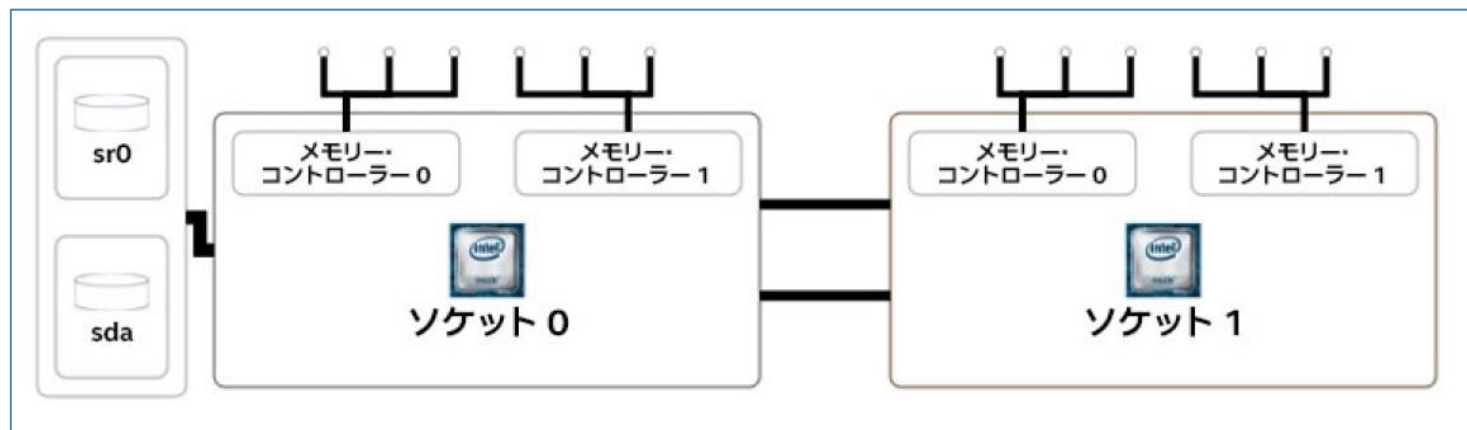 sr0
sda
メモリー・
コントローラー 0
メモリー・
コントローラー 1
intel
ソケット 0
メモリー・
コントローラー 0
メモリー・
コントローラー 1
intel
ソケット 1